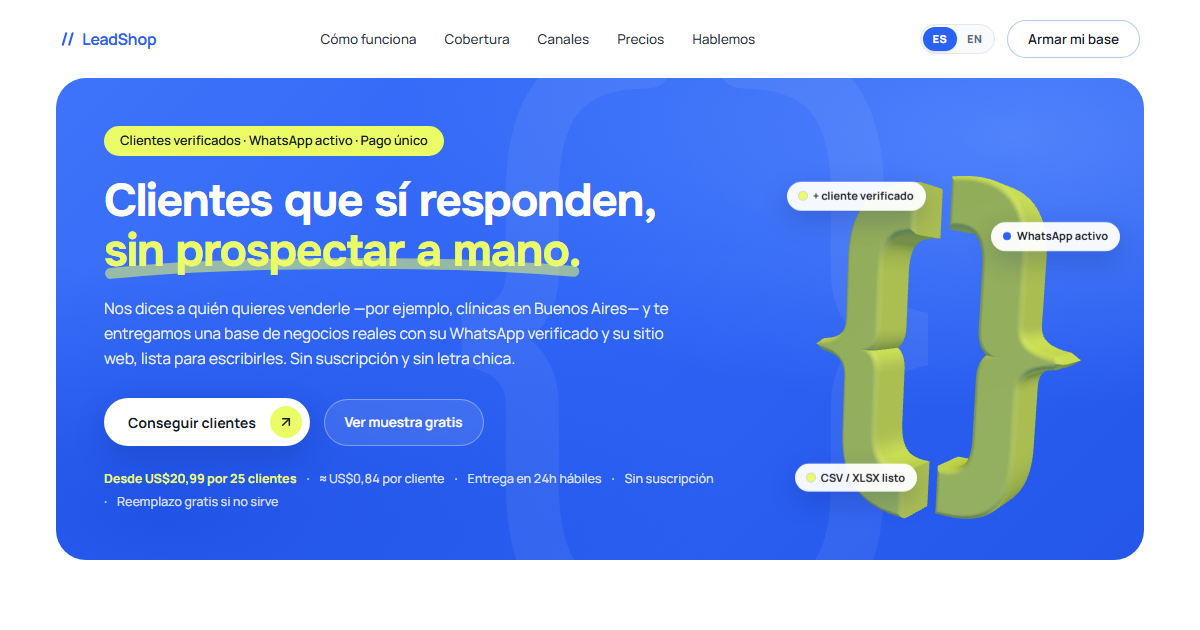 // LeadShop
Cómo funciona
Cobertura
Canales
Precios
Hablemos
ES
EN
Armar mi base
Clientes verificados · WhatsApp activo · Pago único
Clientes que sí responden,
sin prospectar a mano.
Nos dices a quién quieres venderle —por ejemplo, clínicas en Buenos Aires— y te
entregamos una base de negocios reales con su WhatsApp verificado y su sitio
web, lista para escribirles. Sin suscripción y sin letra chica.
Conseguir clientes
Ver muestra gratis
Desde US$20,99 por 25 clientes · ≈ US$0,84 por cliente · Entrega en 24h hábiles · Sin suscripción
· Reemplazo gratis si no sirve
+ cliente verificado
WhatsApp activo
CSV / XLSX listo